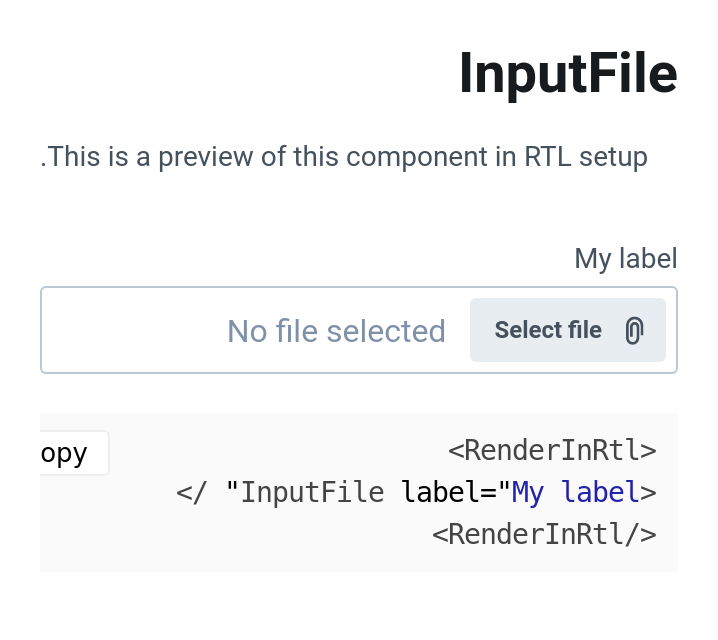 InputFile
.This is a preview of this component in RTL setup
My label
No file selected Select file
opy
<RenderInRtl>
</ "InputFile label="My label>
<RenderInRtl/>